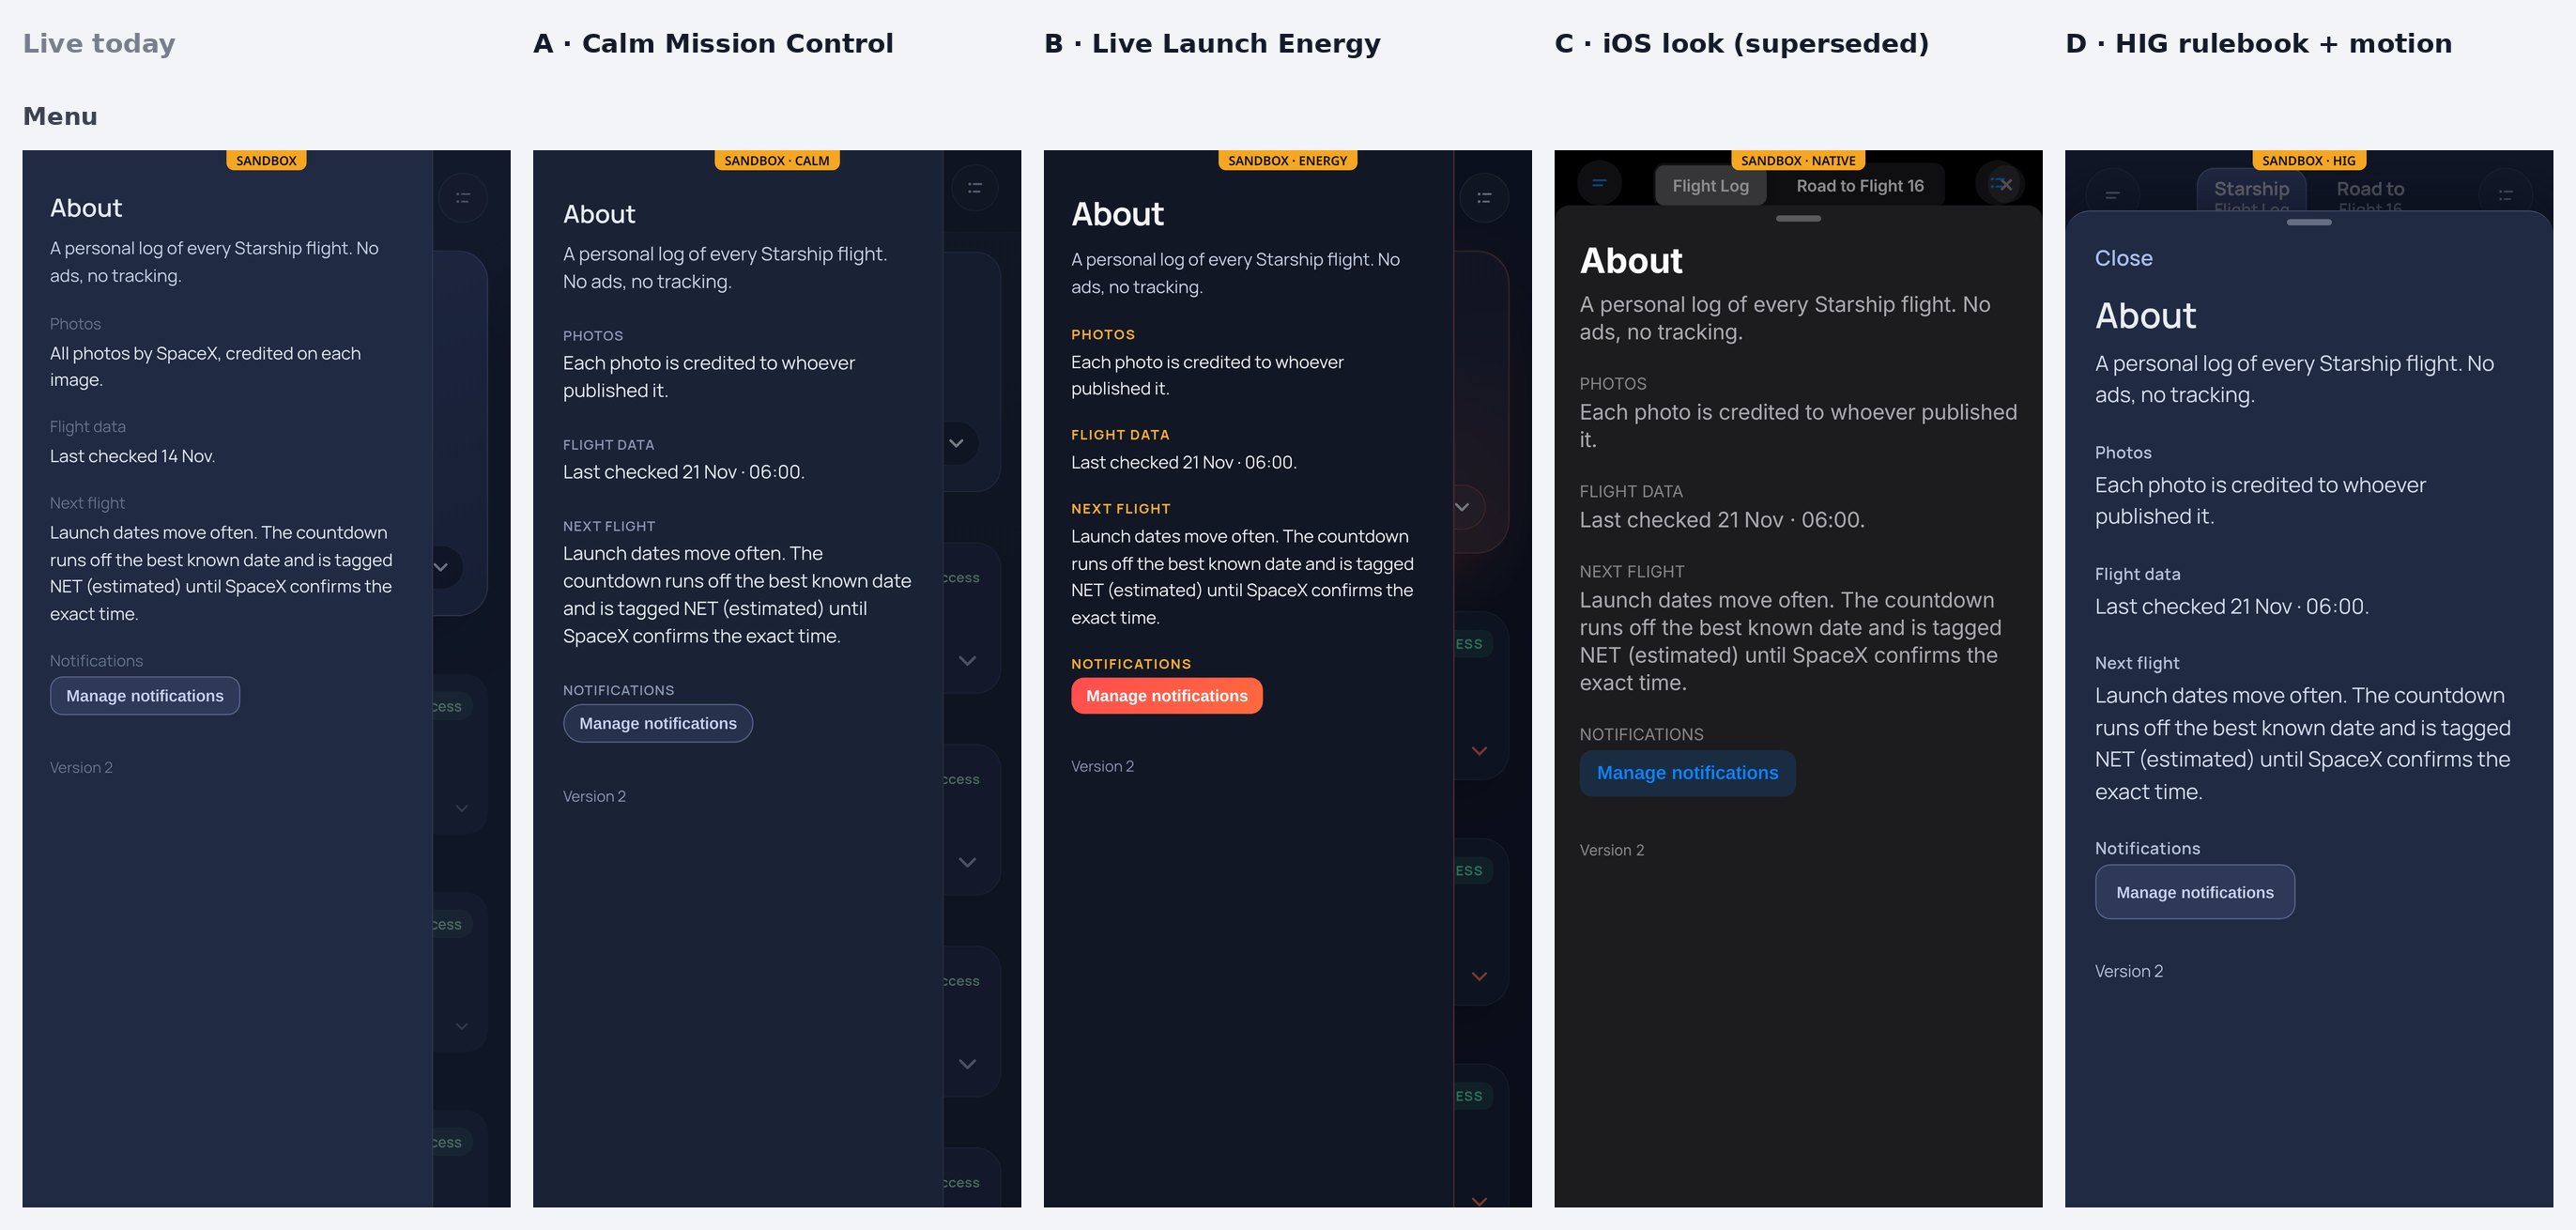 Live today
A · Calm Mission Control
B · Live Launch Energy
C · iOS look (superseded)
D · HIG rulebook + motion
Menu
SANDBOX
About
A personal log of every Starship flight. No
ads, no tracking.
Photos
All photos by SpaceX, credited on each
image.
Flight data
Last checked 14 Nov.
Next flight
Launch dates move often. The countdown
runs off the best known date and is tagged
NET (estimated) until SpaceX confirms the
exact time.
Notifications
Manage notifications
Version 2
cess
cess
cess
SANDBOX · CALM
About
A personal log of every Starship flight.
No ads, no tracking.
PHOTOS
Each photo is credited to whoever
published it.
FLIGHT DATA
Last checked 21 Nov · 06:00.
NEXT FLIGHT
Launch dates move often. The
countdown runs off the best known date
and is tagged NET (estimated) until
SpaceX confirms the exact time.
NOTIFICATIONS
Manage notifications
Version 2
ccess
ccess
ccess
ccess
SANDBOX · ENERGY
About
A personal log of every Starship flight. No
ads, no tracking.
PHOTOS
Each photo is credited to whoever
published it.
FLIGHT DATA
Last checked 21 Nov · 06:00.
NEXT FLIGHT
Launch dates move often. The countdown
runs off the best known date and is tagged
NET (estimated) until SpaceX confirms the
exact time.
NOTIFICATIONS
Manage notifications
Version 2
ESS
ESS
ESS
SANDBOX · NATIVE
Flight Log
Road to Flight 16
About
A personal log of every Starship flight. No
ads, no tracking.
PHOTOS
Each photo is credited to whoever published
it.
FLIGHT DATA
Last checked 21 Nov · 06:00.
NEXT FLIGHT
Launch dates move often. The countdown
runs off the best known date and is tagged
NET (estimated) until SpaceX confirms the
exact time.
NOTIFICATIONS
Manage notifications
Version 2
SANDBOX · HIG
Starship
Flight Log
Road to
Flight 16
Close
About
A personal log of every Starship flight. No
ads, no tracking.
Photos
Each photo is credited to whoever
published it.
Flight data
Last checked 21 Nov · 06:00.
Next flight
Launch dates move often. The countdown
runs off the best known date and is tagged
NET (estimated) until SpaceX confirms the
exact time.
Notifications
Manage notifications
Version 2